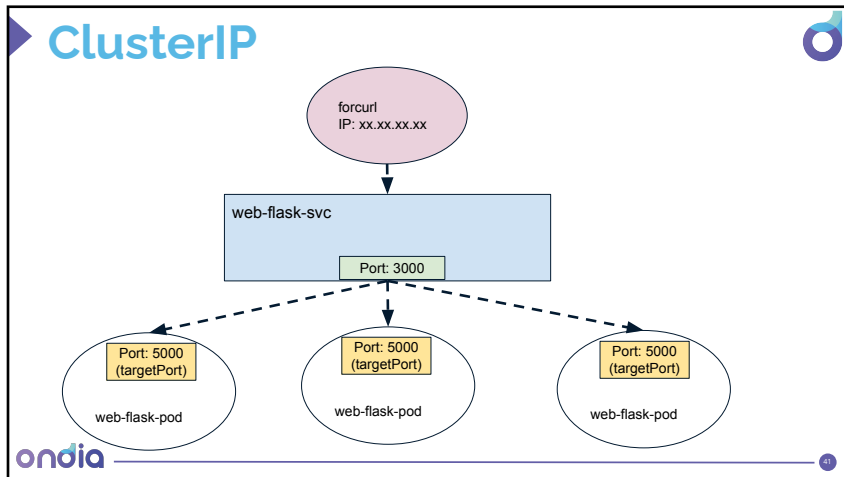 ClusterIP
forcurl
IP: xx.xx.xx.xx
web-flask-svc
Port: 3000
Port: 5000
(targetPort)
web-flask-pod
Port: 5000
(targetPort)
web-flask-pod
Port: 5000
(targetPort)
web-flask-pod
ondia
41